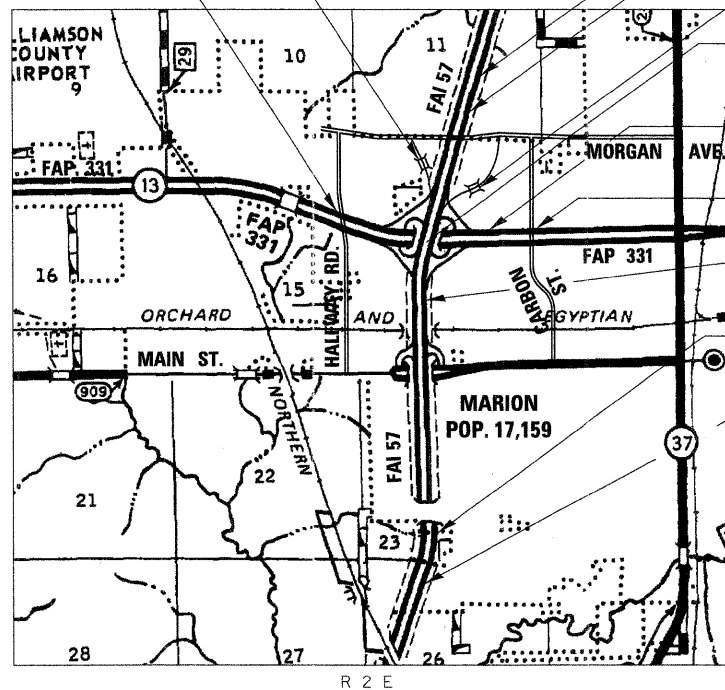 LLIAMSON
COUNTY
AIRPORT
9
29
10
11
FAI 57
FAP 331
13
MORGAN AVE.
FAP
331
FAP 331
16
15
HALFWAY RD.
CARBON
ST.
ORCHARD AND EGYPTIAN
MAIN ST.
909
NORTHERN
MARION
POP. 17,159
FAI 57
37
22
21
23
28
27
26
R 2 E